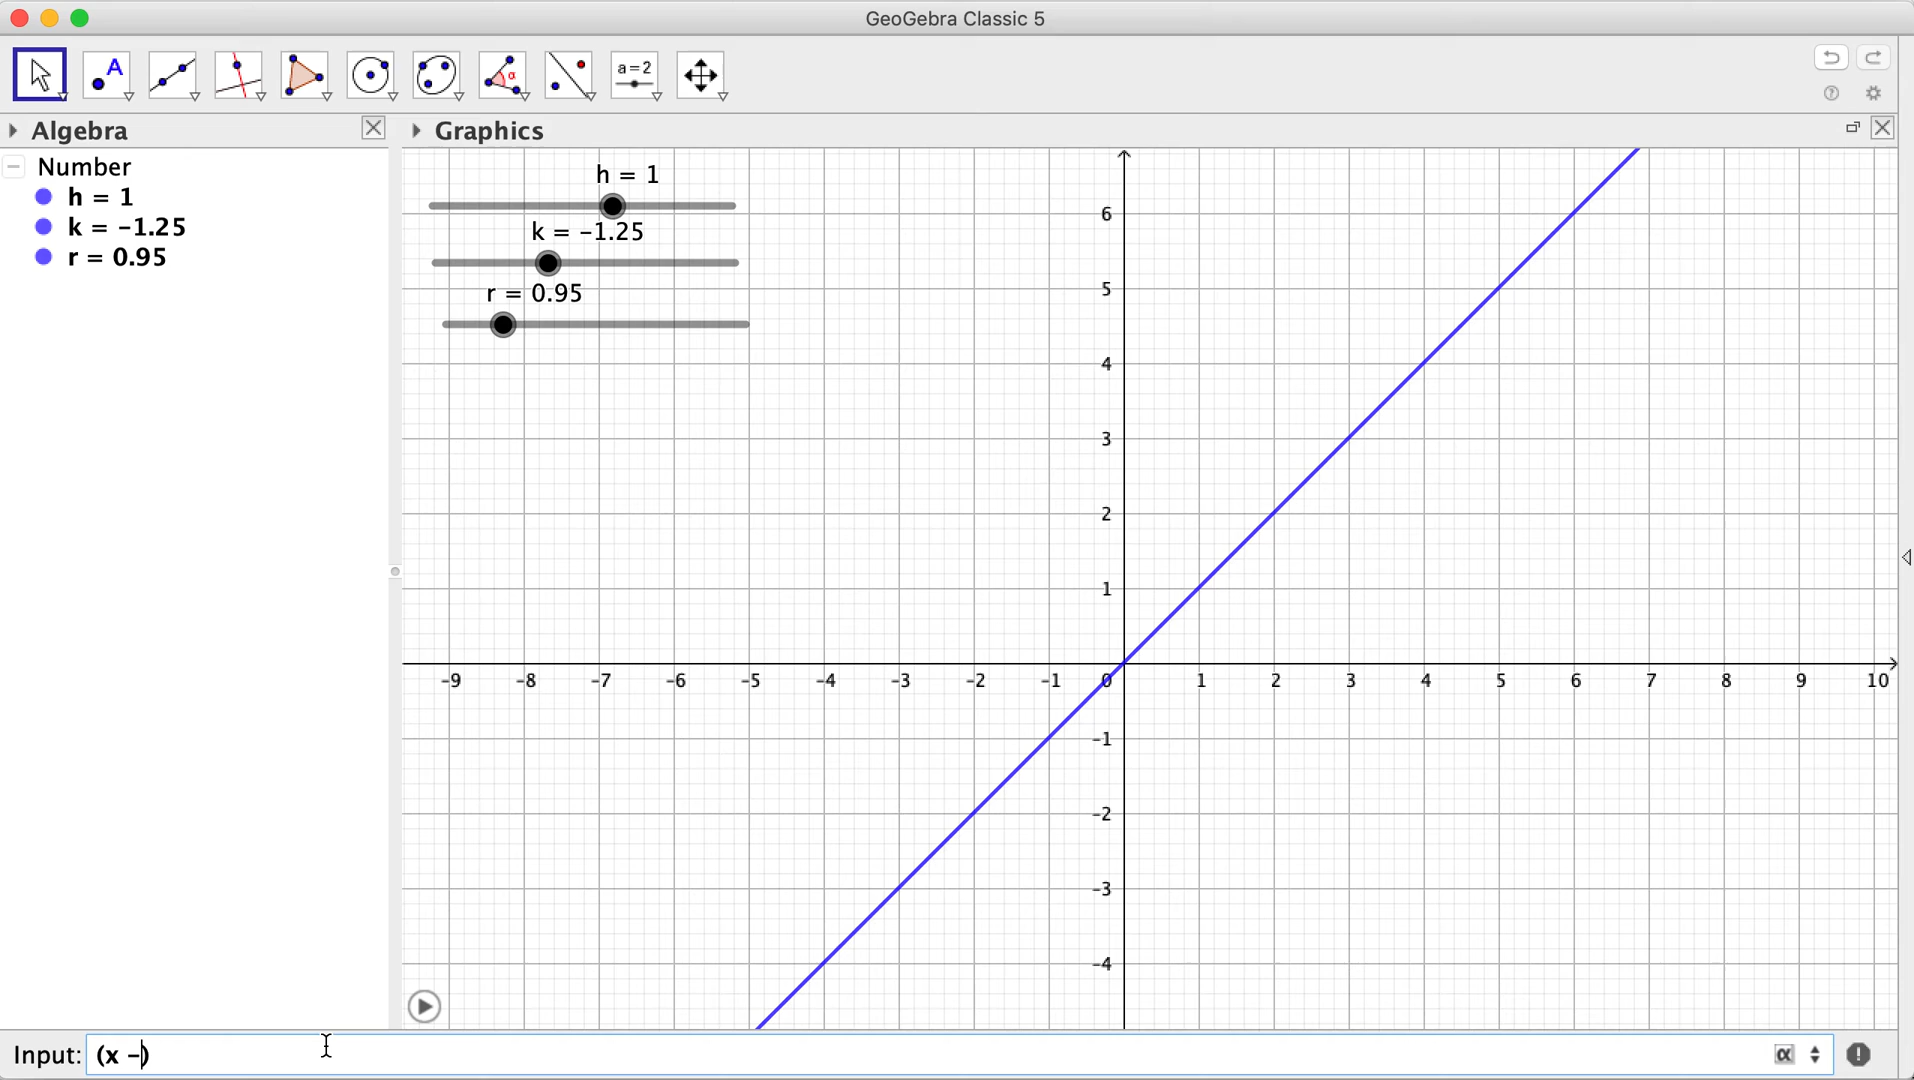 GeoGebra Classic 5
A
α
a=2
Algebra
Graphics
Number
h = 1
k = −1.25
r = 0.95
h = 1
k = −1.25
r = 0.95
6
5
4
3
2
1
-9 -8 -7 -6 -5 -4 -3 -2 -1 0 1 2 3 4 5 6 7 8 9 10
-1
-2
-3
-4
Input: (x −)
α